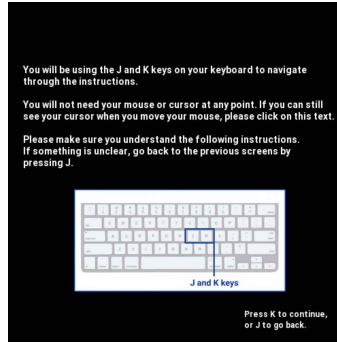 You will be using the J and K keys on your keyboard to navigate
through the instructions.
You will not need your mouse or cursor at any point. If you can still
see your cursor when you move your mouse, please click on this text.
Please make sure you understand the following instructions.
If something is unclear, go back to the previous screens by
pressing J.
J and K keys
Press K to continue,
or J to go back.